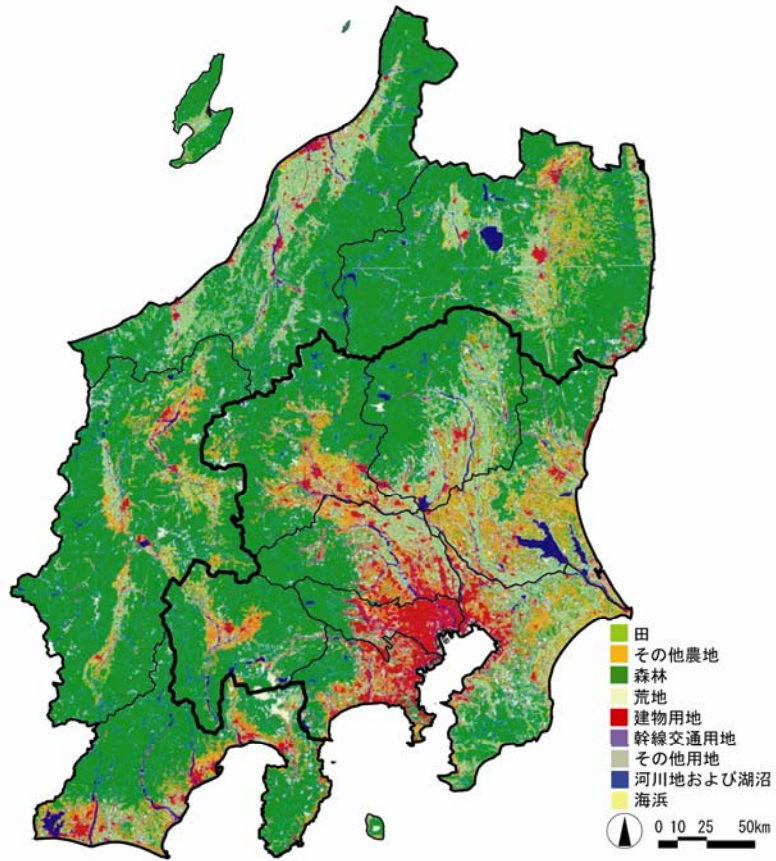 田
その他農地
森林
荒地
建物用地
幹線交通用地
その他用地
河川地および湖沼
海浜
0 10 25 50km